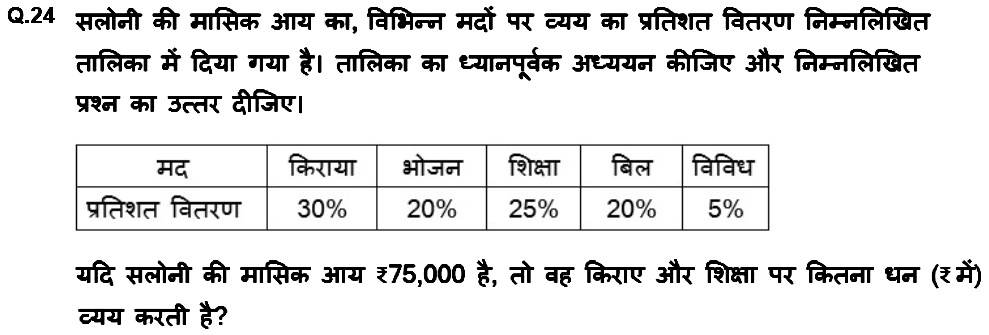 Q.24 सलोनी की मासिक आय का, विभिन्न मदों पर व्यय का प्रतिशत वितरण निम्नलिखित
तालिका में दिया गया है। तालिका का ध्यानपूर्वक अध्ययन कीजिए और निम्नलिखित
प्रश्न का उत्तर दीजिए।
मद किराया भोजन शिक्षा बिल विविध
प्रतिशत वितरण 30% 20% 25% 20% 5%
यदि सलोनी की मासिक आय ₹75,000 है, तो वह किराए और शिक्षा पर कितना धन (₹ में)
व्यय करती है?